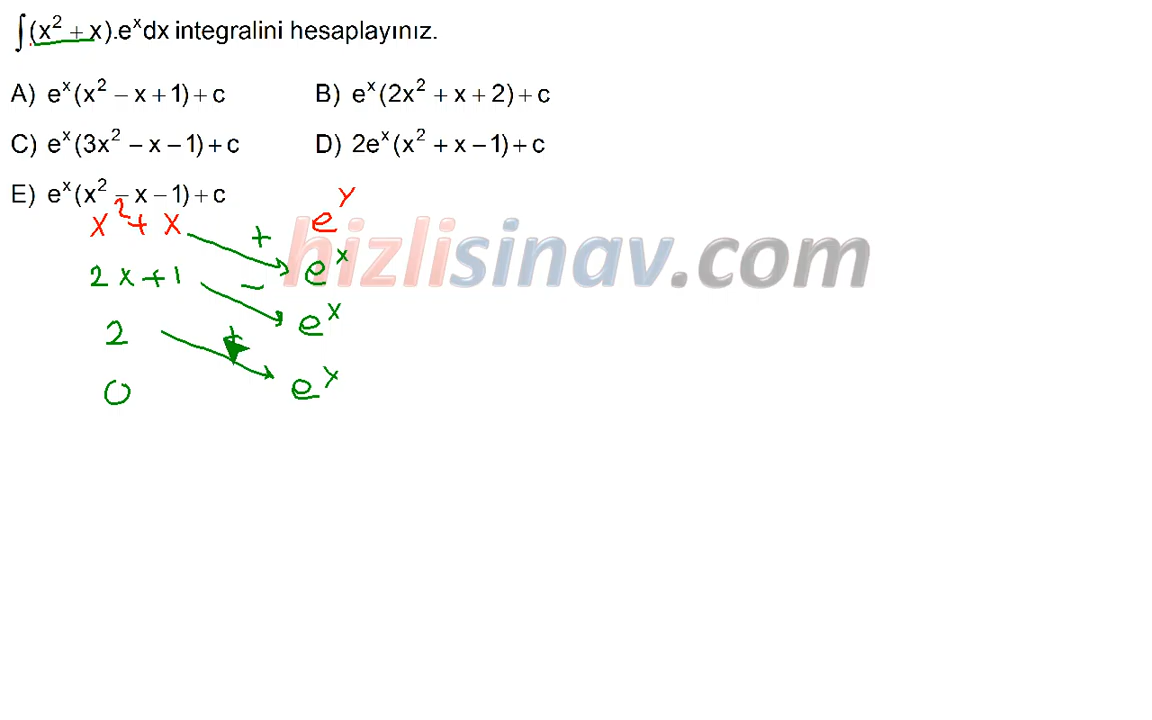 ∫(x² + x).eˣdx integralini hesaplayınız.
A) eˣ(x² − x + 1) + c B) eˣ(2x² + x + 2) + c
C) eˣ(3x² − x − 1) + c D) 2eˣ(x² + x − 1) + c
E) eˣ(x² − x − 1) + c
x² + x eˣ
+
2x + 1 eˣ
−
2 eˣ
+
0 eˣ
hizlisinav.com